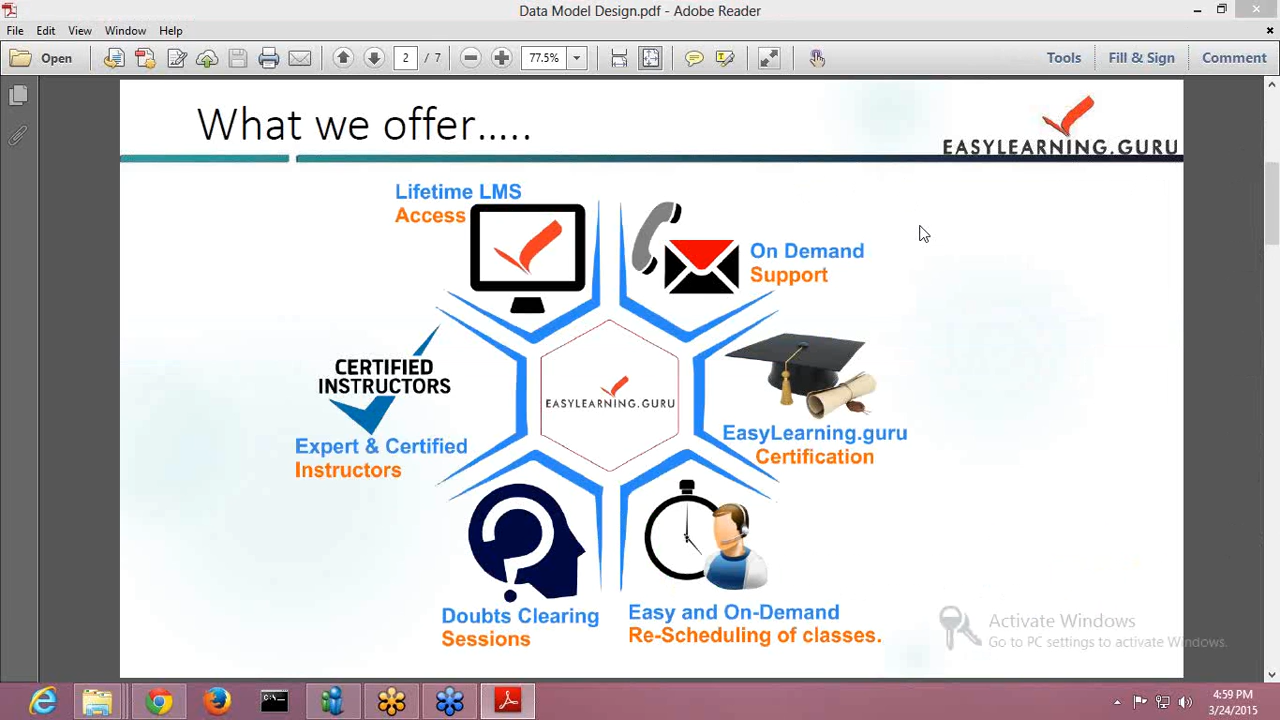 Data Model Design.pdf - Adobe Reader
File Edit View Window Help
Open 2 / 7 77.5% Tools Fill & Sign Comment
What we offer.....
EASYLEARNING.GURU
Lifetime LMS
Access
On Demand
Support
CERTIFIED
INSTRUCTORS
Expert & Certified
Instructors
EASYLEARNING.GURU
EasyLearning.guru
Certification
Doubts Clearing
Sessions
Easy and On-Demand
Re-Scheduling of classes.
Activate Windows
Go to PC settings to activate Windows.
4:59 PM
3/24/2015